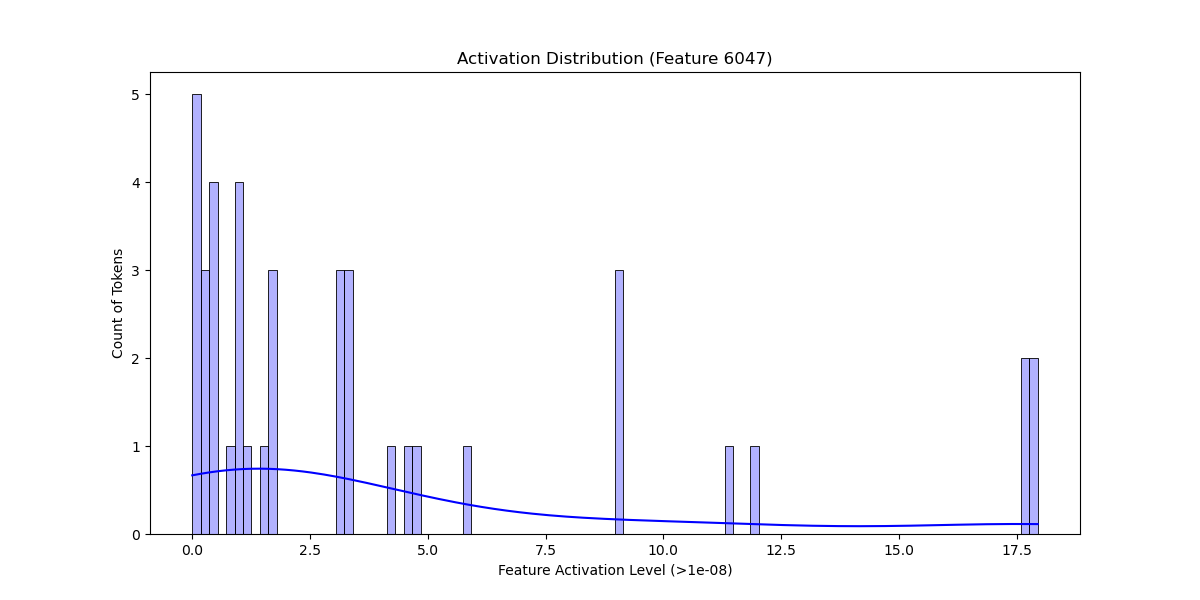 Activation Distribution (Feature 6047)
Count of Tokens
5
4
3
2
1
0
0.0 2.5 5.0 7.5 10.0 12.5 15.0 17.5
Feature Activation Level (>1e-08)